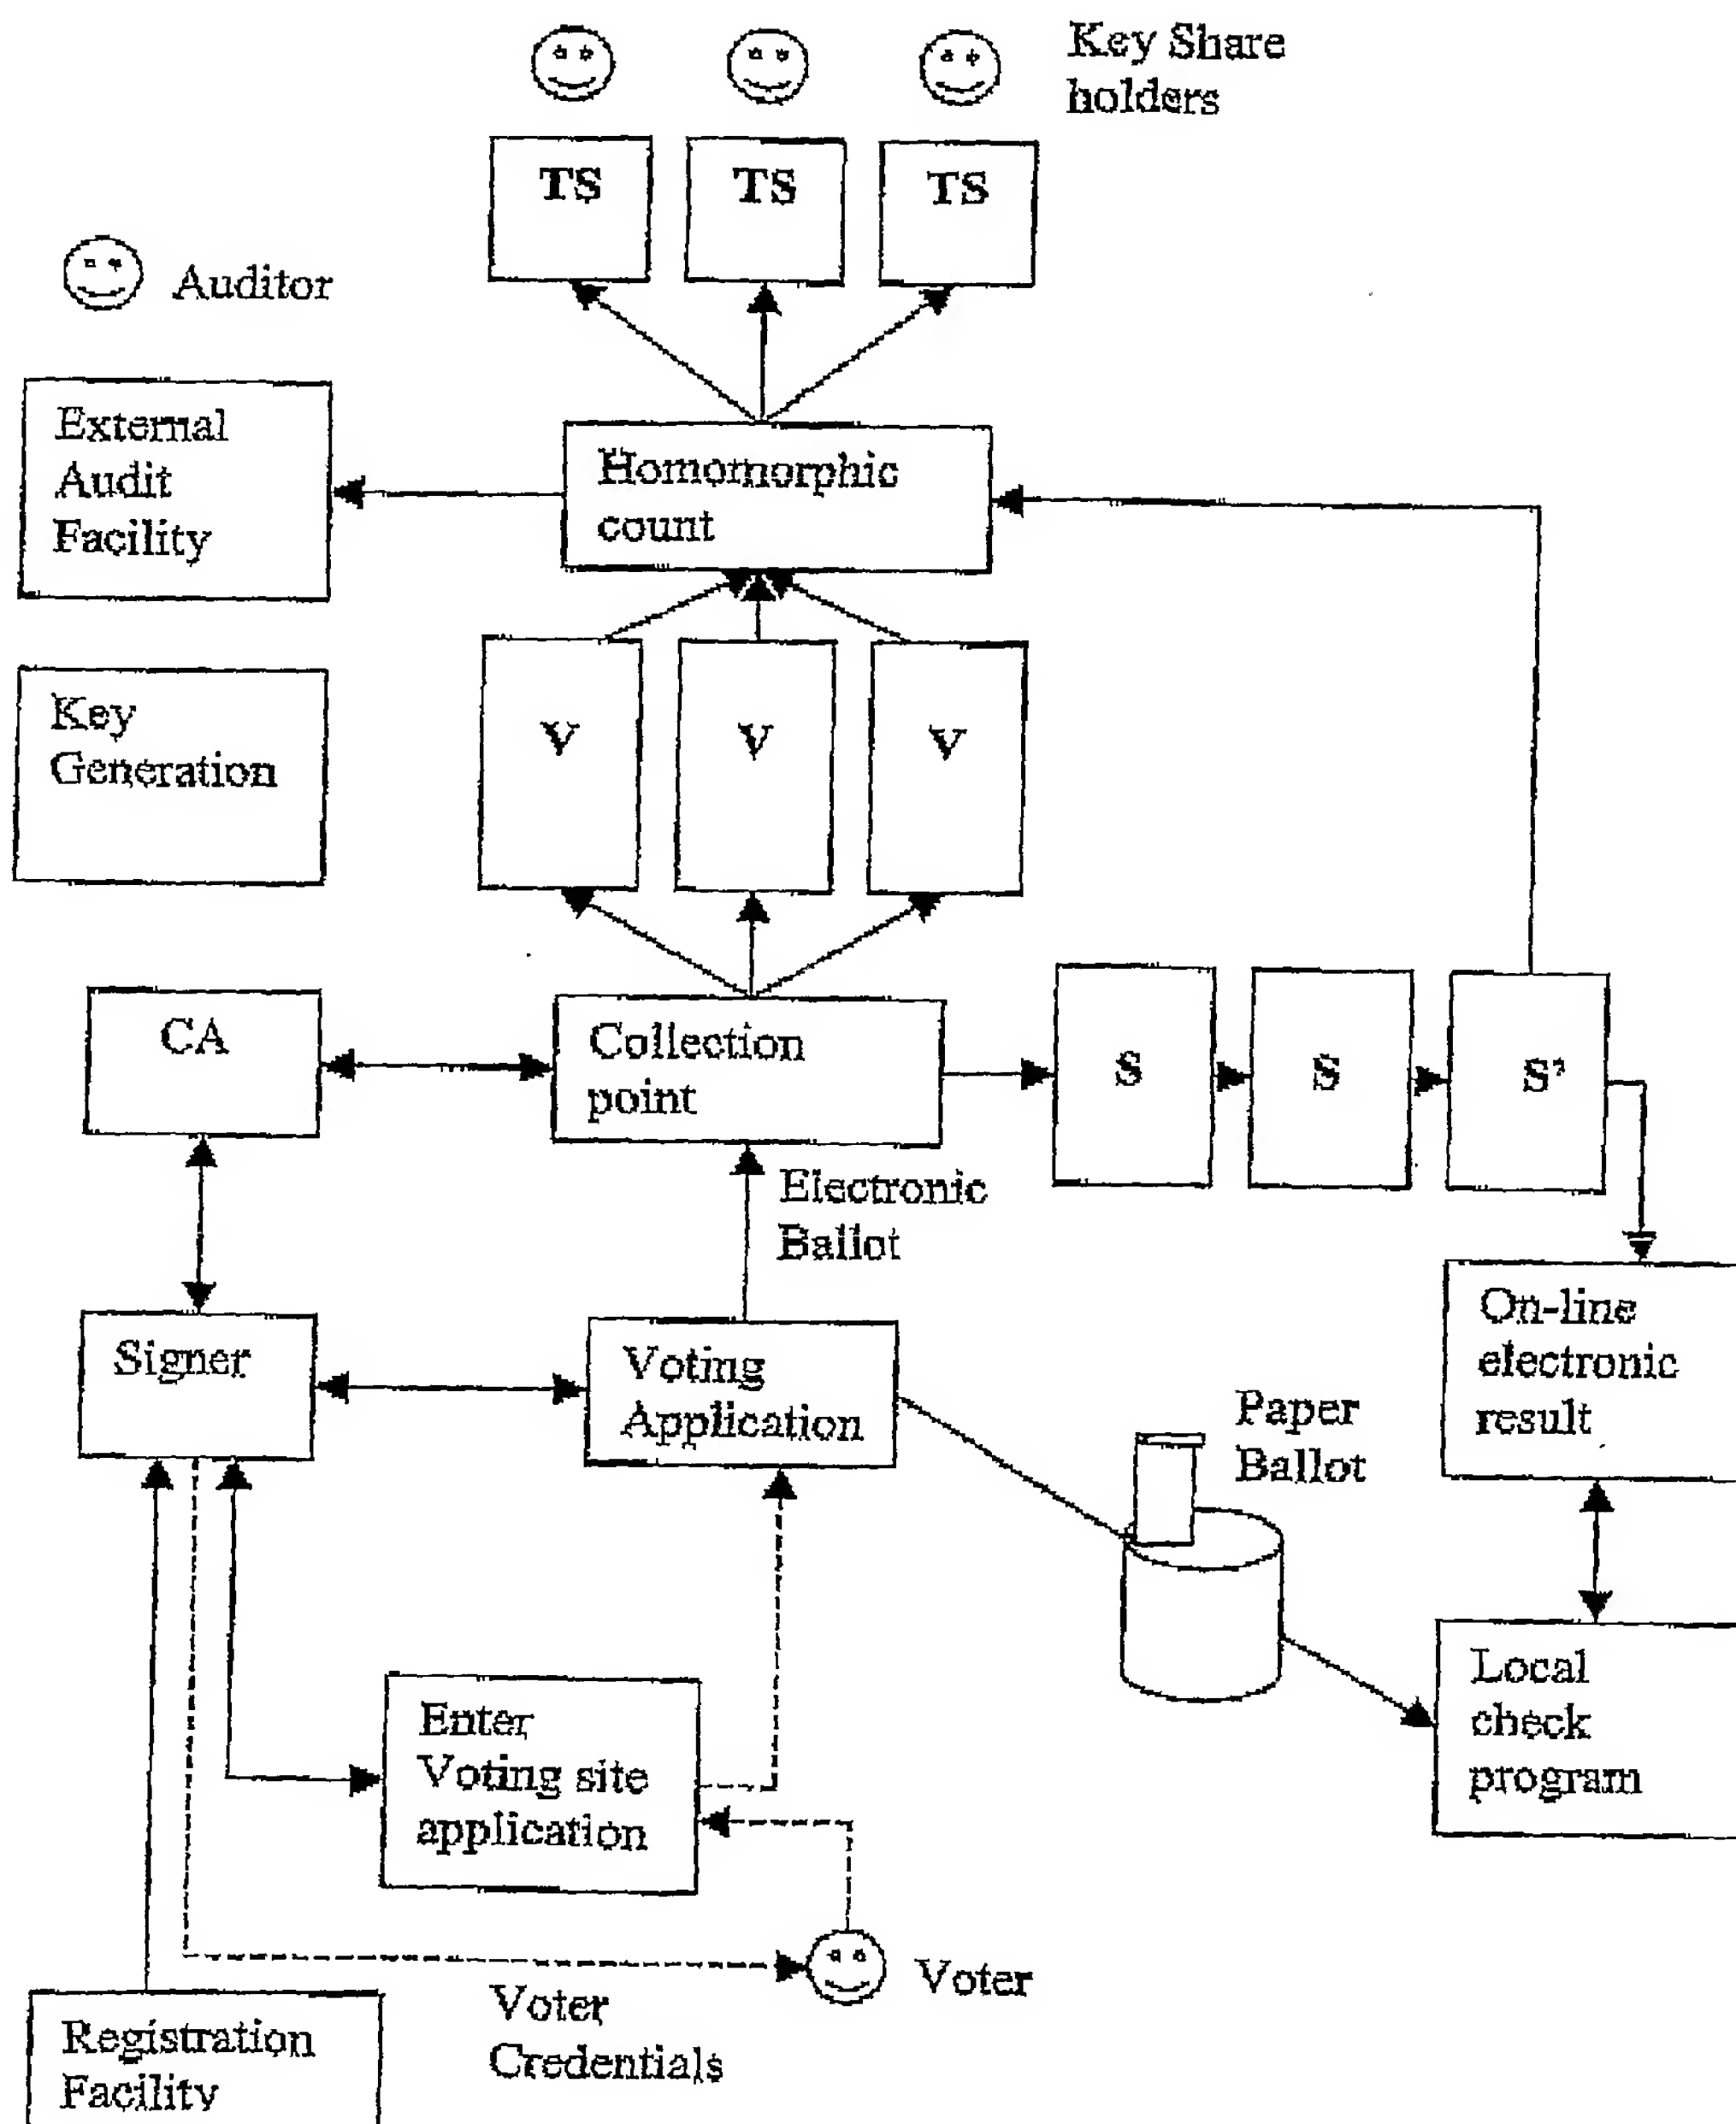 Key Share
holders
TS
TS
TS
Auditor
External
Audit
Facility
Homomorphic
count
Key
Generation
V
V
V
CA
Collection
point
S
S
S'
Electronic
Ballot
Signer
Voting
Application
On-line
electronic
result
Paper
Ballot
Enter
Voting site
application
Local
check
program
Voter
Voter
Credentials
Registration
Facility